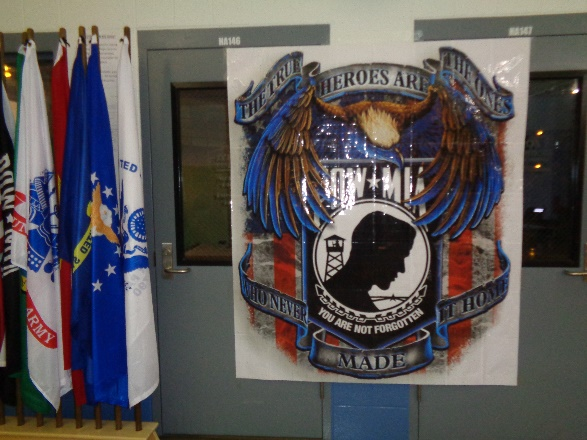 HA146
HA147
THE TRUE
HEROES ARE
THE ONES
POW★MIA
YOU ARE NOT FORGOTTEN
WHO NEVER
IT HOME
MADE
ARMY
UNITED